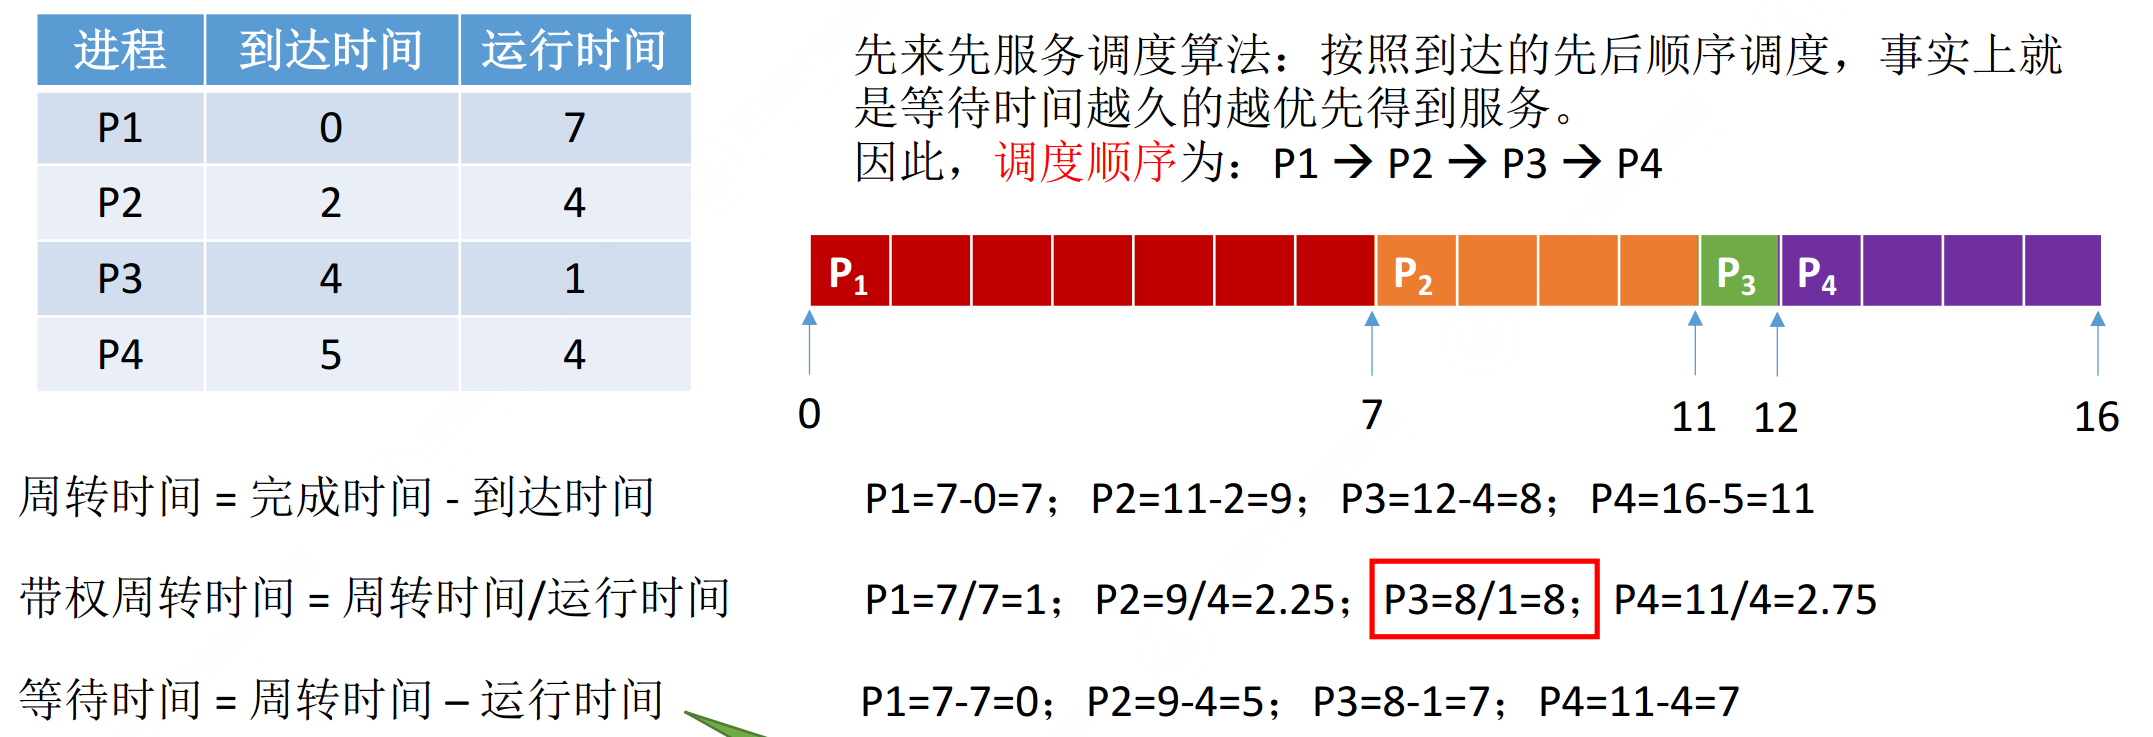 进程 到达时间 运行时间
P1 0 7
P2 2 4
P3 4 1
P4 5 4
先来先服务调度算法：按照到达的先后顺序调度，事实上就
是等待时间越久的越优先得到服务。
因此，调度顺序为：P1 → P2 → P3 → P4
P1 P2 P3 P4
0 7 11 12 16
周转时间 = 完成时间 - 到达时间
P1=7-0=7；P2=11-2=9；P3=12-4=8；P4=16-5=11
带权周转时间 = 周转时间/运行时间
P1=7/7=1；P2=9/4=2.25；P3=8/1=8；P4=11/4=2.75
等待时间 = 周转时间 – 运行时间
P1=7-7=0；P2=9-4=5；P3=8-1=7；P4=11-4=7